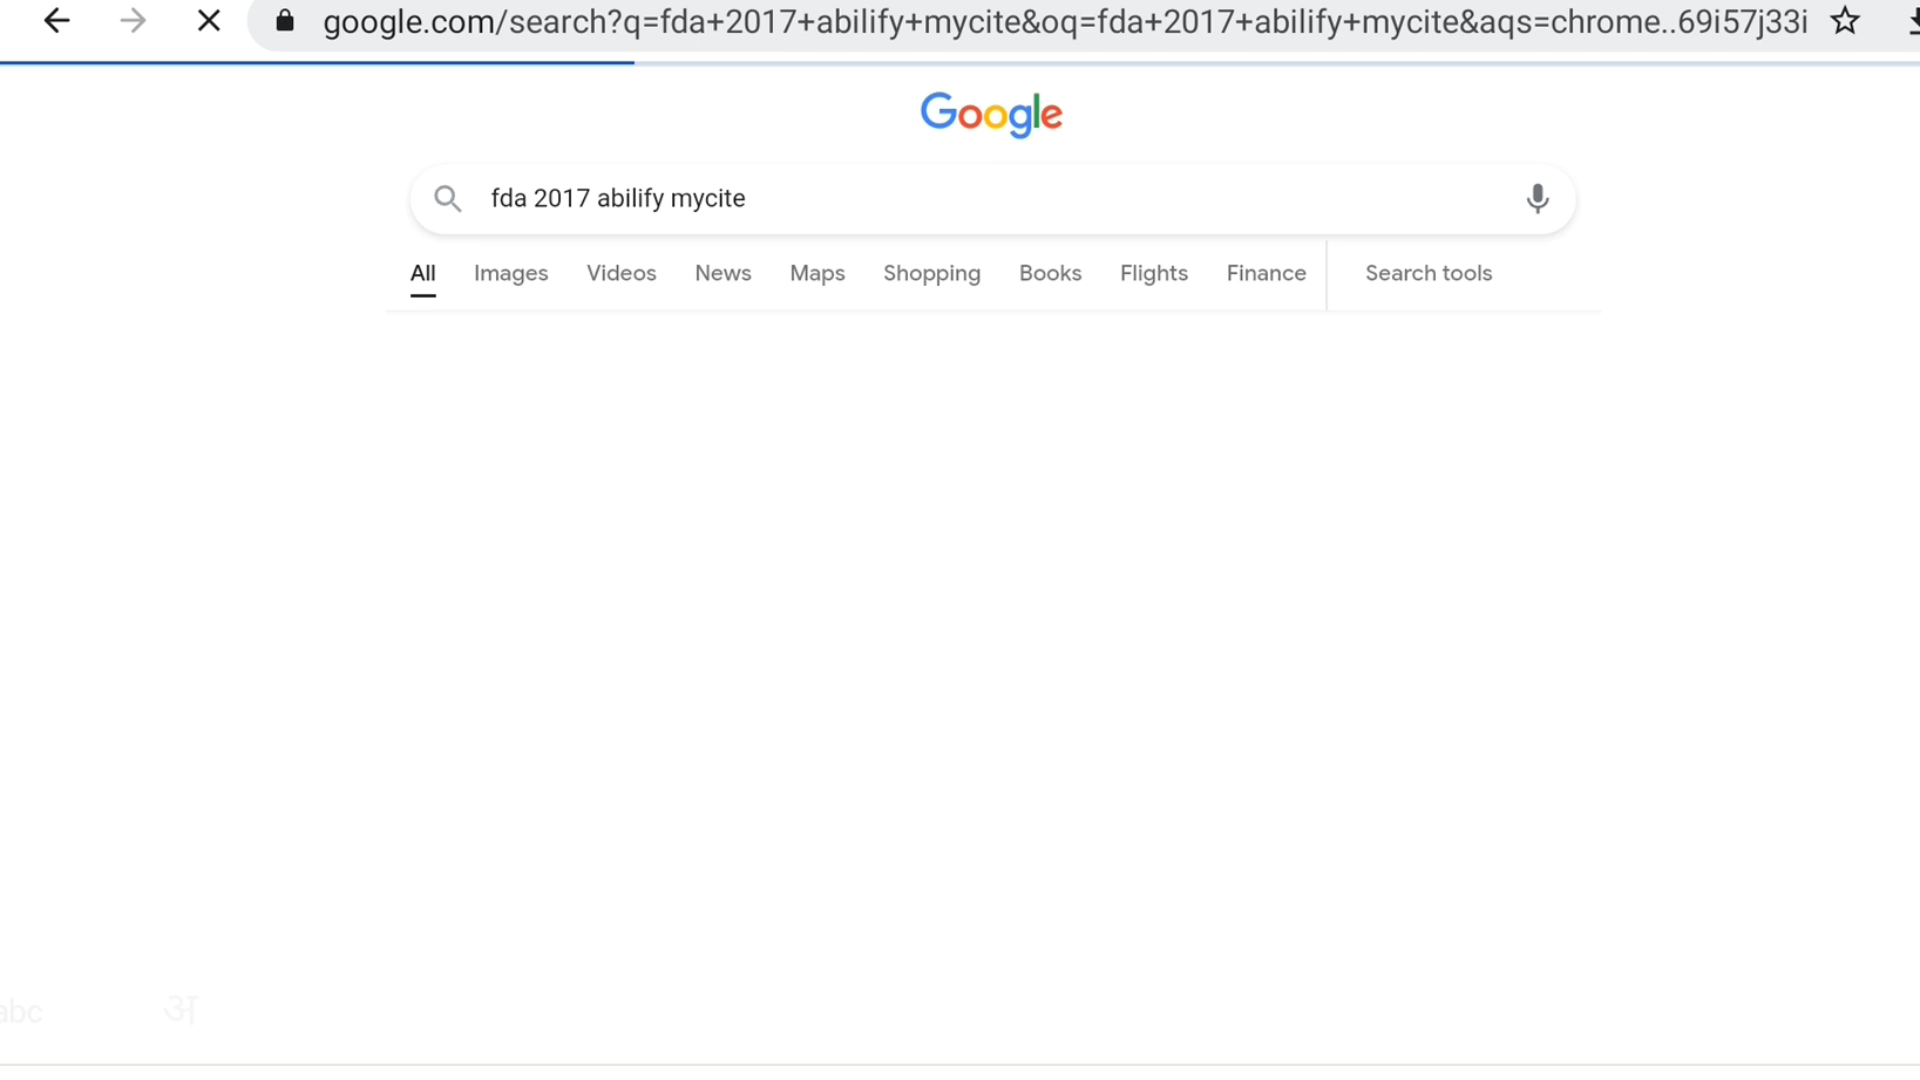 google.com/search?q=fda+2017+abilify+mycite&oq=fda+2017+abilify+mycite&aqs=chrome..69i57j33i
Google
fda 2017 abilify mycite
All Images Videos News Maps Shopping Books Flights Finance Search tools
abc अ